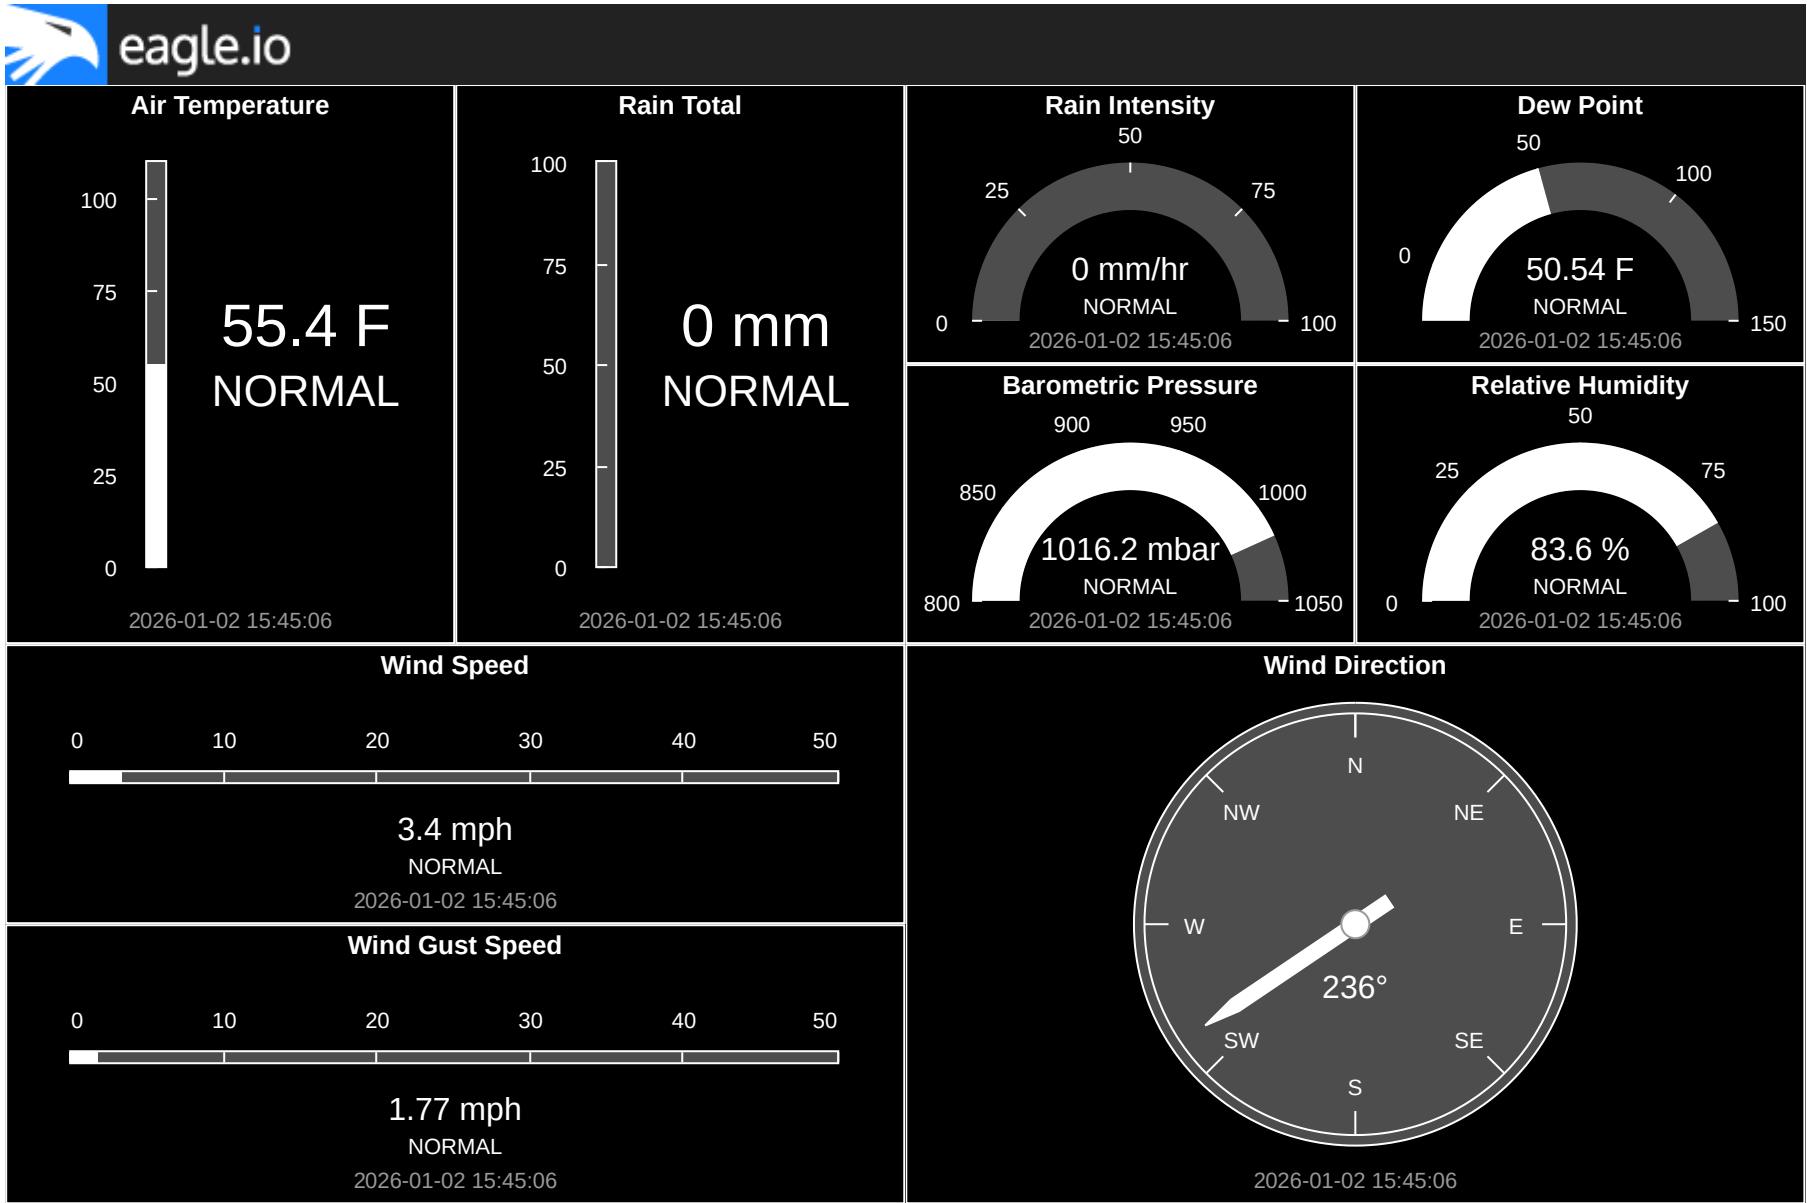 eagle.io
Air Temperature
100
75
50
25
0
55.4 F
NORMAL
2026-01-02 15:45:06
Rain Total
100
75
50
25
0
0 mm
NORMAL
2026-01-02 15:45:06
Rain Intensity
0
25
50
75
100
0 mm/hr
NORMAL
2026-01-02 15:45:06
Dew Point
0
50
100
150
50.54 F
NORMAL
2026-01-02 15:45:06
Barometric Pressure
800
850
900
950
1000
1050
1016.2 mbar
NORMAL
2026-01-02 15:45:06
Relative Humidity
0
25
50
75
100
83.6 %
NORMAL
2026-01-02 15:45:06
Wind Speed
0 10 20 30 40 50
3.4 mph
NORMAL
2026-01-02 15:45:06
Wind Gust Speed
0 10 20 30 40 50
1.77 mph
NORMAL
2026-01-02 15:45:06
Wind Direction
N
NW NE
W E
236°
SW SE
S
2026-01-02 15:45:06